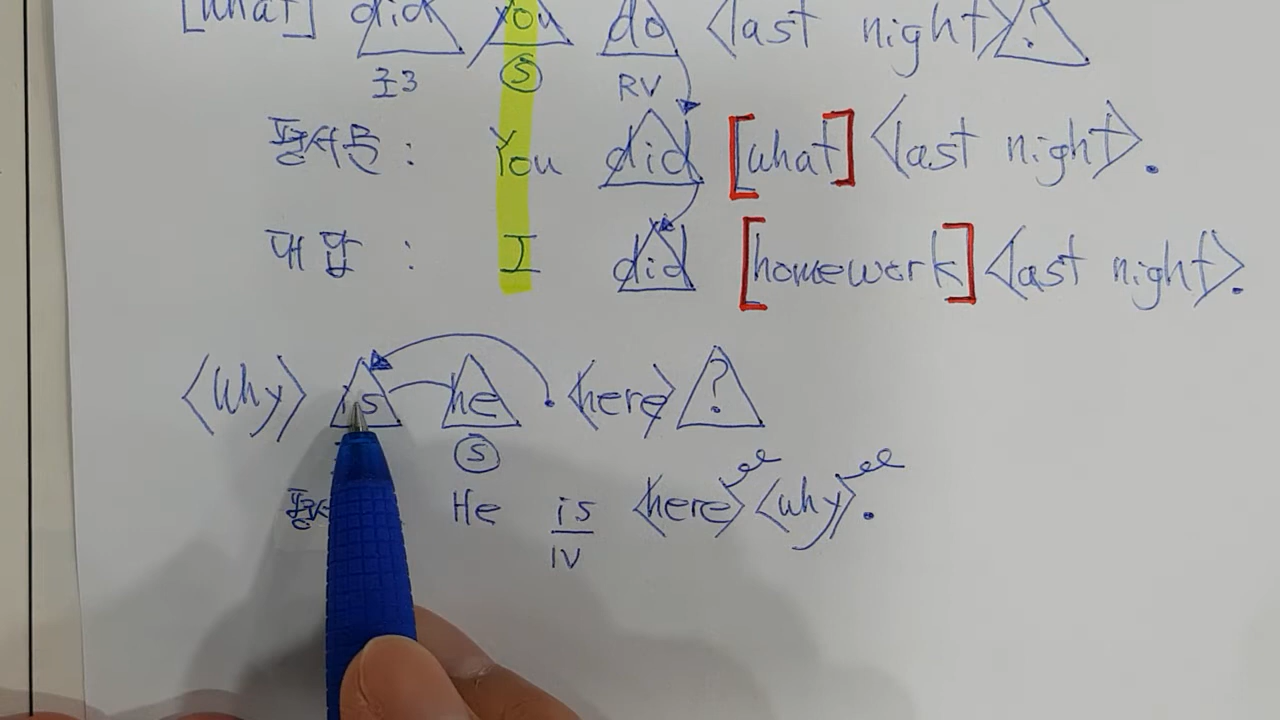 [what] did you do <last night>?
조3 Ⓢ RV
평서문 : You did [what] <last night>.
대답 : I did [homework] <last night>.
<why> is he . <here> ?
Ⓢ
He is <here> <why>.
IV